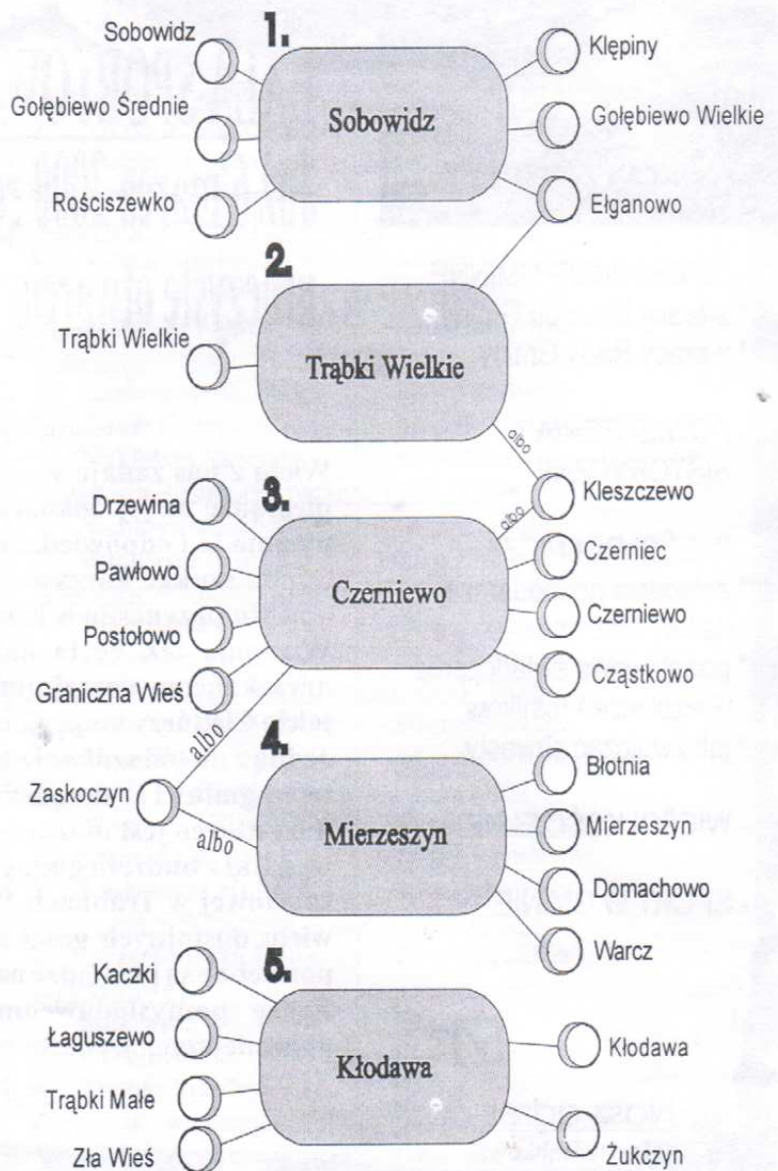 1.
Sobowidz
Gołębiewo Średnie
Rościszewko
Sobowidz
Klępiny
Gołębiewo Wielkie
Ełganowo
2.
Trąbki Wielkie
Trąbki Wielkie
albo
Kleszczewo
albo
3.
Drzewina
Pawłowo
Postołowo
Graniczna Wieś
Czerniewo
Czerniec
Czerniewo
Cząstkowo
albo
4.
Zaskoczyn
albo
Mierzeszyn
Błotnia
Mierzeszyn
Domachowo
Warcz
5.
Kaczki
Łaguszewo
Trąbki Małe
Zła Wieś
Kłodawa
Kłodawa
Żukczyn